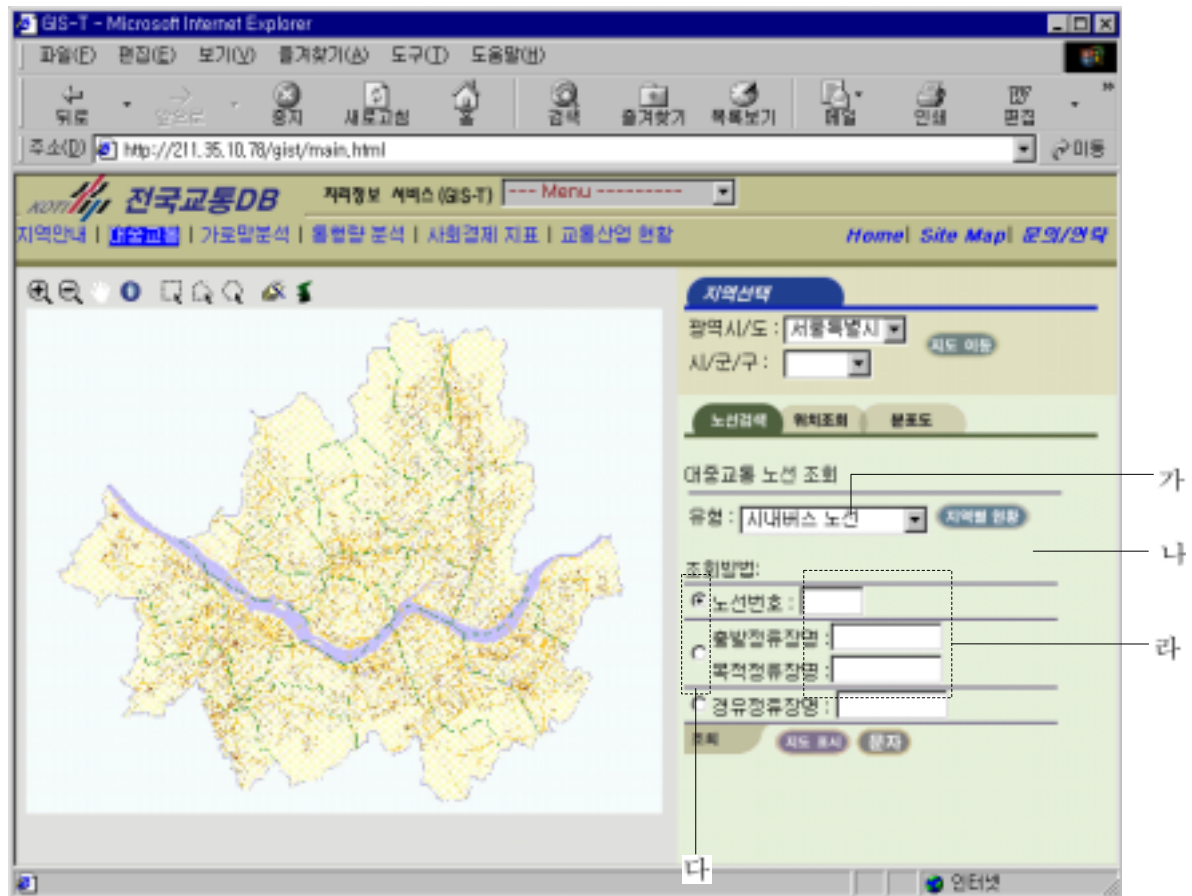 GIS-T - Microsoft Internet Explorer
파일(F) 편집(E) 보기(V) 즐겨찾기(A) 도구(T) 도움말(H)
뒤로 앞으로 중지 새로고침 홈 검색 즐겨찾기 목록보기 메일 인쇄 편집 »
주소(D) http://211.35.10.78/gist/main.html 이동
KOTI 전국교통DB 지리정보 서비스 (GIS-T) --- Menu ---------
지역안내 | 대중교통 | 가로망분석 | 통행량 분석 | 사회경제 지표 | 교통산업 현황 Home| Site Map| 문의/연락
지역선택
광역시/도 : 서울특별시 지도 이동
시/군/구 :
노선검색 위치조회 분포도
대중교통 노선 조회 가
유형 : 시내버스 노선 지역별 현황
나
조회방법:
노선번호 :
출발정류장명 : 라
목적정류장명 :
경유정류장명 :
조회 지도 표시 문자
다
인터넷